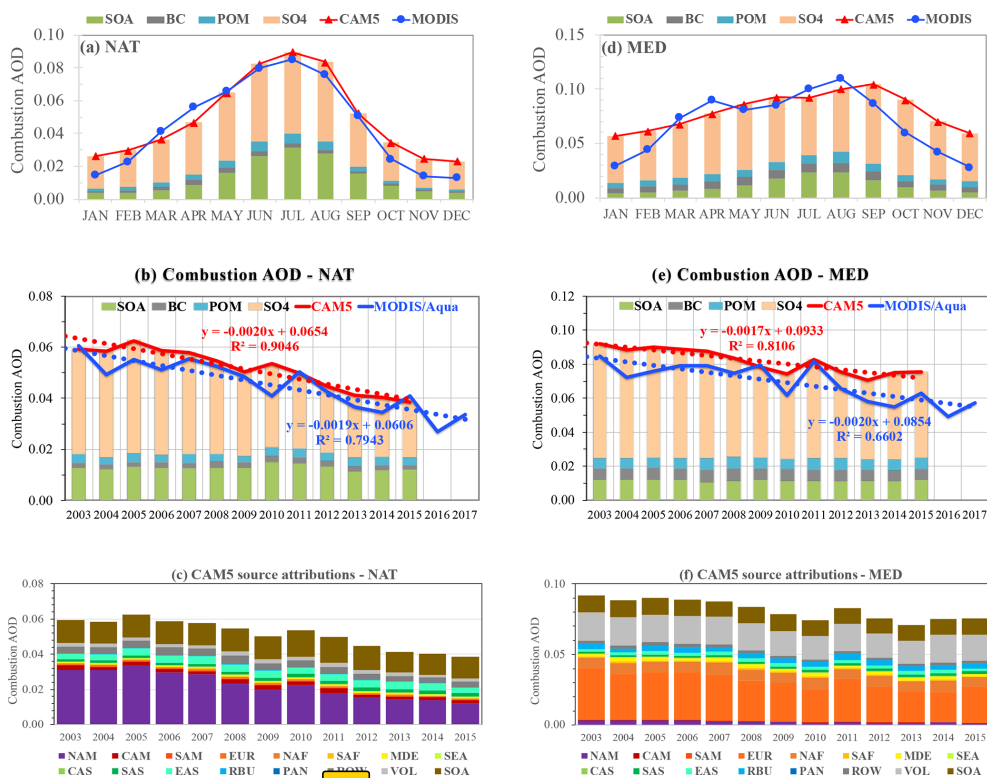 SOA BC POM SO4 CAM5 MODIS
(a) NAT
Combustion AOD
0.10
0.08
0.06
0.04
0.02
0.00
JAN FEB MAR APR MAY JUN JUL AUG SEP OCT NOV DEC
SOA BC POM SO4 CAM5 MODIS
(d) MED
Combustion AOD
0.15
0.10
0.05
0.00
JAN FEB MAR APR MAY JUN JUL AUG SEP OCT NOV DEC
(b) Combustion AOD - NAT
SOA BC POM SO4 CAM5 MODIS/Aqua
y = -0.0020x + 0.0654
R² = 0.9046
y = -0.0019x + 0.0606
R² = 0.7943
Combustion AOD
0.08
0.06
0.04
0.02
0.00
2003 2004 2005 2006 2007 2008 2009 2010 2011 2012 2013 2014 2015 2016 2017
(e) Combustion AOD - MED
SOA BC POM SO4 CAM5 MODIS/Aqua
y = -0.0017x + 0.0933
R² = 0.8106
y = -0.0020x + 0.0854
R² = 0.6602
Combustion AOD
0.12
0.10
0.08
0.06
0.04
0.02
0.00
2003 2004 2005 2006 2007 2008 2009 2010 2011 2012 2013 2014 2015 2016 2017
(c) CAM5 source attributions - NAT
Combustion AOD
0.08
0.06
0.04
0.02
0.00
2003 2004 2005 2006 2007 2008 2009 2010 2011 2012 2013 2014 2015
NAM CAM SAM EUR NAF SAF MDE SEA
CAS SAS EAS RBU PAN VOL SOA
(f) CAM5 source attributions - MED
Combustion AOD
0.10
0.05
0.00
2003 2004 2005 2006 2007 2008 2009 2010 2011 2012 2013 2014 2015
NAM CAM SAM EUR NAF SAF MDE SEA
CAS SAS EAS RBU PAN ROW VOL SOA